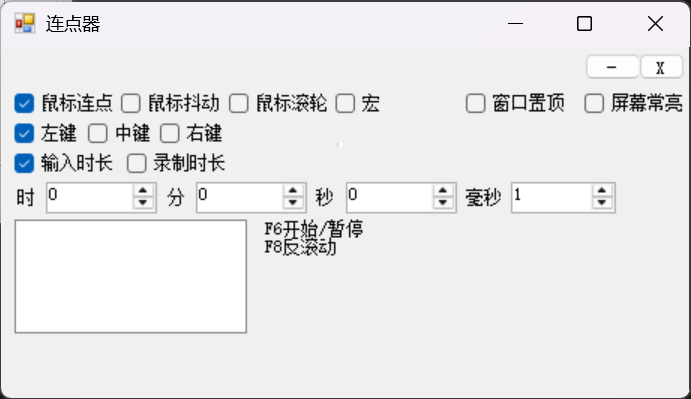 连点器
- X
鼠标连点 鼠标抖动 鼠标滚轮 宏 窗口置顶 屏幕常亮
左键 中键 右键
输入时长 录制时长
时 0 分 0 秒 0 毫秒 1
F6开始/暂停
F8反滚动